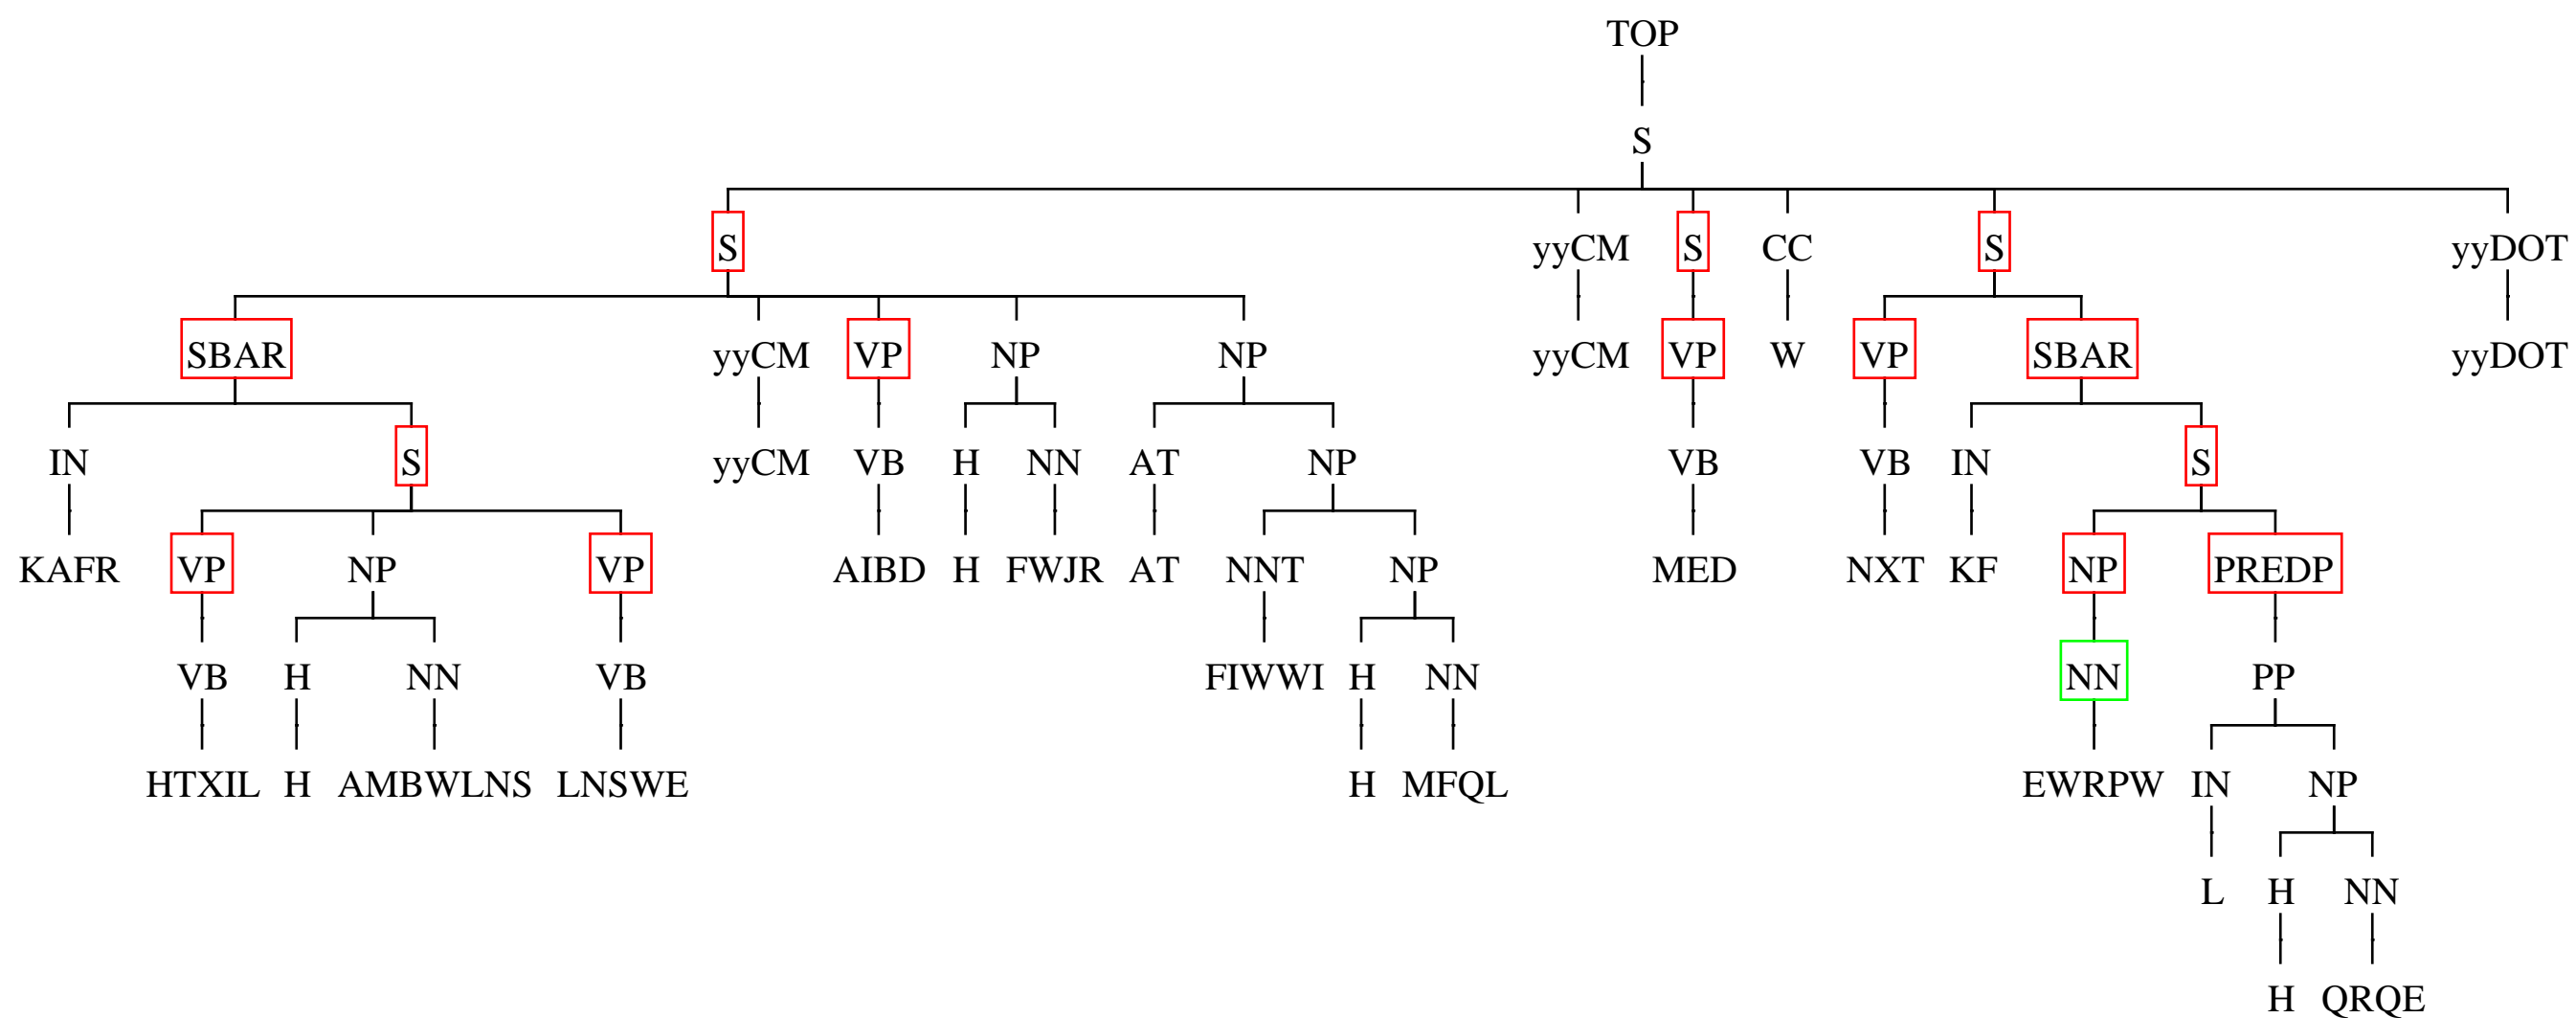 TOP
S
S yyCM S CC S yyDOT
SBAR yyCM VP NP NP yyCM VP W VP SBAR yyDOT
IN S yyCM VB H NN AT NP VB VB IN S
KAFR VP NP VP AIBD H FWJR AT NNT NP MED NXT KF NP PREDP
VB H NN VB FIWWI H NN NN PP
HTXIL H AMBWLNS LNSWE H MFQL EWRPW IN NP
L H NN
H QRQE